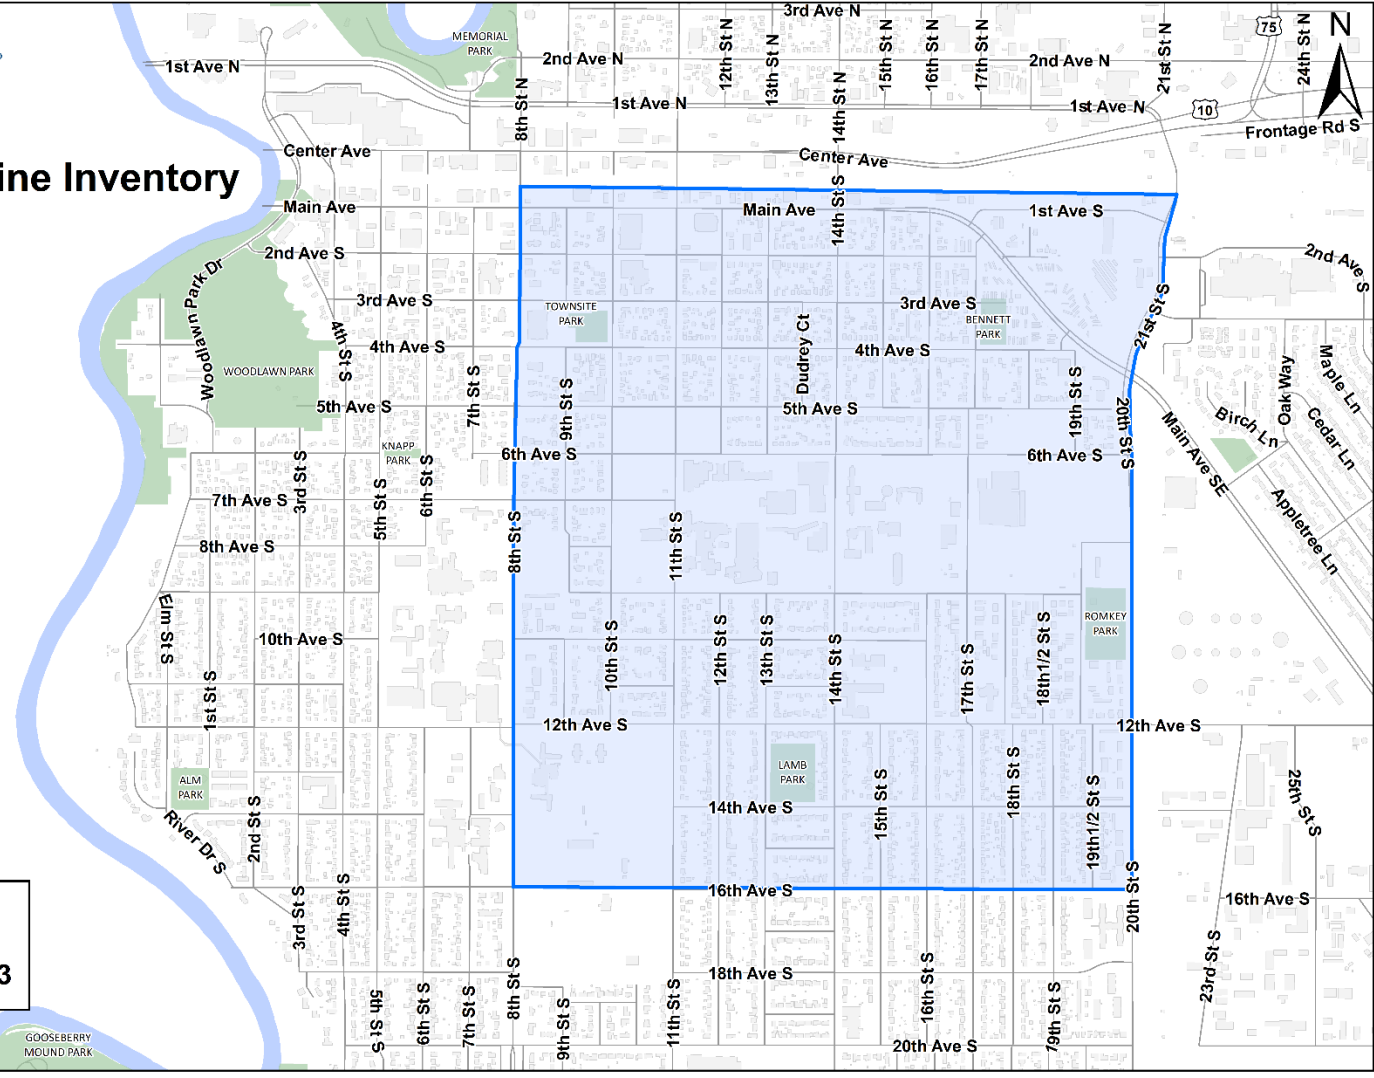 3rd Ave N
MEMORIAL
PARK
75
N
1st Ave N
2nd Ave N
12th St N
13th St N
15th St N
16th St N
17th St N
2nd Ave N
21st St N
24th St N
8th St N
1st Ave N
14th St N
1st Ave N
10
Frontage Rd S
Center Ave
Center Ave
ine Inventory
Main Ave
Main Ave
14th St S
1st Ave S
2nd Ave S
2nd Ave S
Woodlawn Park Dr
3rd Ave S
TOWNSITE
PARK
3rd Ave S
BENNETT
PARK
21st St S
4th St S
4th Ave S
Dudrey Ct
4th Ave S
WOODLAWN PARK
7th St S
9th St S
19th St S
20th St S
Oak Way
Maple Ln
5th Ave S
5th Ave S
Birch Ln
Cedar Ln
Main Ave SE
KNAPP
PARK
3rd St S
6th St S
6th Ave S
6th Ave S
7th Ave S
5th St S
Appletree Ln
8th Ave S
8th St S
11th St S
Elm St S
10th Ave S
10th St S
12th St S
13th St S
14th St S
17th St S
18th1/2 St S
ROMKEY
PARK
1st St S
12th Ave S
12th Ave S
ALM
PARK
LAMB
PARK
15th St S
18th St S
19th1/2 St S
25th St S
River Dr S
2nd St S
14th Ave S
16th Ave S
20th St S
16th Ave S
3rd St S
4th St S
3
18th Ave S
16th St S
23rd St S
5th St S
6th St S
7th St S
8th St S
9th St S
11th St S
19th St S
GOOSEBERRY
MOUND PARK
20th Ave S